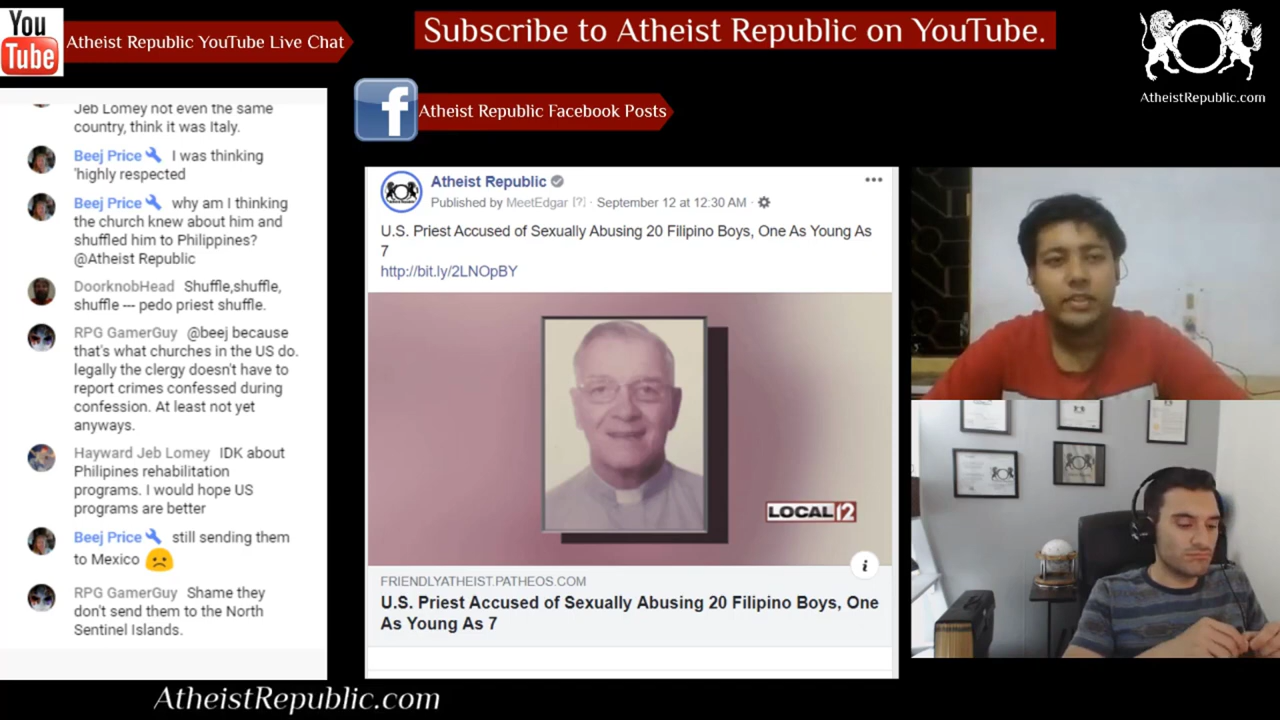 You
Tube
Atheist Republic YouTube Live Chat
Subscribe to Atheist Republic on YouTube.
AtheistRepublic.com
Atheist Republic Facebook Posts
Jeb Lomey not even the same
country, think it was Italy.
Beej Price I was thinking
'highly respected
Beej Price why am I thinking
the church knew about him and
shuffled him to Philippines?
@Atheist Republic
DoorknobHead Shuffle,shuffle,
shuffle --- pedo priest shuffle.
RPG GamerGuy @beej because
that's what churches in the US do.
legally the clergy doesn't have to
report crimes confessed during
confession. At least not yet
anyways.
Hayward Jeb Lomey IDK about
Philipines rehabilitation
programs. I would hope US
programs are better
Beej Price still sending them
to Mexico ☹️
RPG GamerGuy Shame they
don't send them to the North
Sentinel Islands.
Atheist Republic
Published by MeetEdgar [?] · September 12 at 12:30 AM ·
U.S. Priest Accused of Sexually Abusing 20 Filipino Boys, One As Young As
7
http://bit.ly/2LNOpBY
LOCAL 12
i
FRIENDLYATHEIST.PATHEOS.COM
U.S. Priest Accused of Sexually Abusing 20 Filipino Boys, One
As Young As 7
AtheistRepublic.com